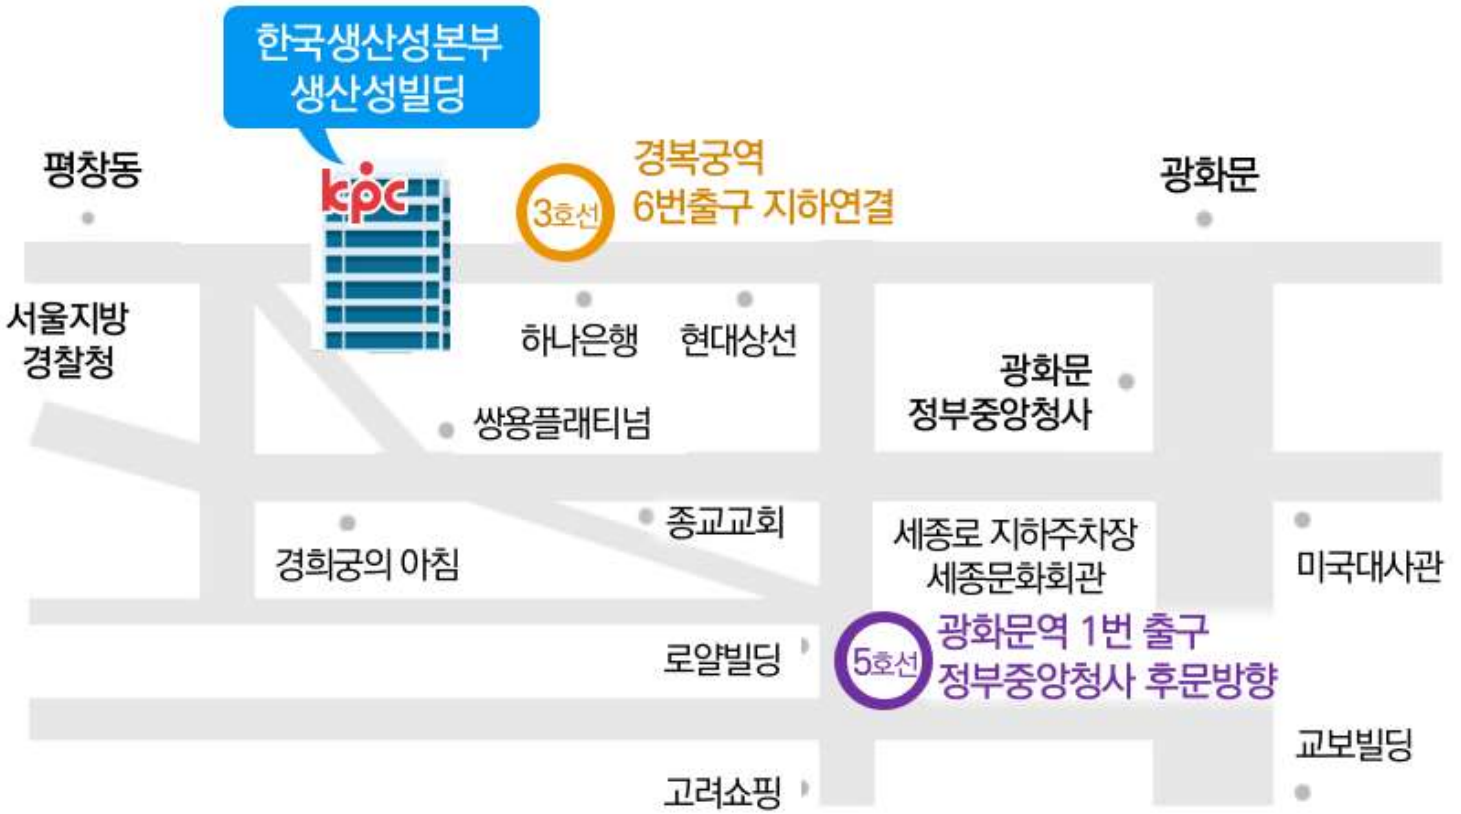 한국생산성본부
생산성빌딩
평창동
kpc
3호선
경복궁역
6번출구 지하연결
광화문
서울지방
경찰청
하나은행
현대상선
광화문
정부중앙청사
쌍용플래티넘
종교교회
세종로 지하주차장
세종문화회관
경희궁의 아침
미국대사관
로얄빌딩
5호선
광화문역 1번 출구
정부중앙청사 후문방향
교보빌딩
고려쇼핑